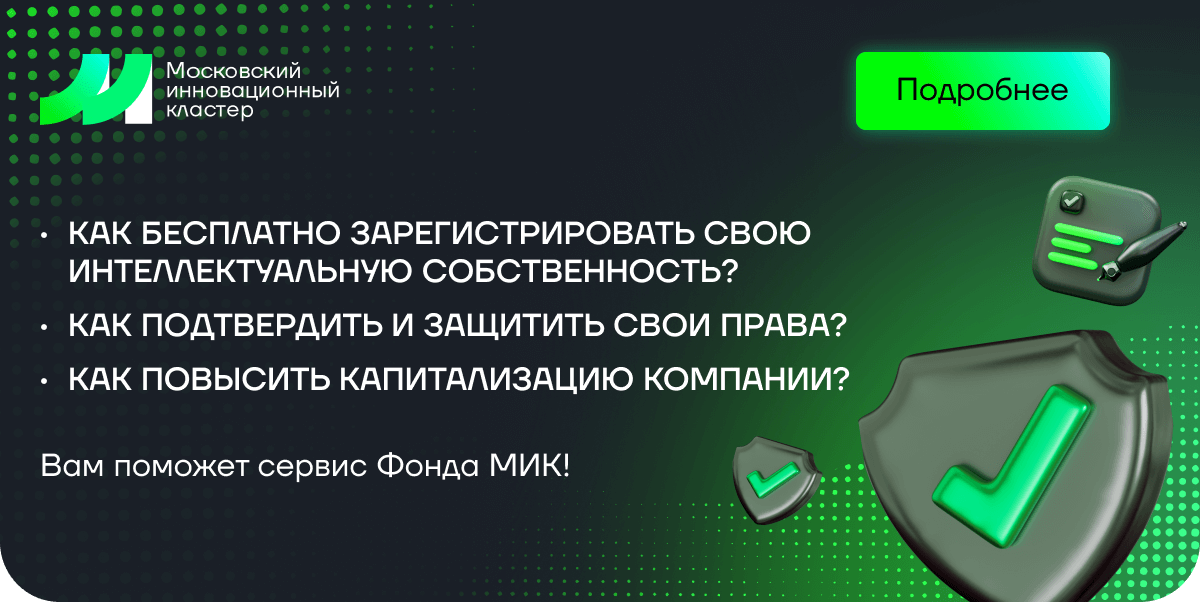 Московский
инновационный
кластер
Подробнее
• КАК БЕСПЛАТНО ЗАРЕГИСТРИРОВАТЬ СВОЮ
ИНТЕЛЛЕКТУАЛЬНУЮ СОБСТВЕННОСТЬ?
• КАК ПОДТВЕРДИТЬ И ЗАЩИТИТЬ СВОИ ПРАВА?
• КАК ПОВЫСИТЬ КАПИТАЛИЗАЦИЮ КОМПАНИИ?
Вам поможет сервис Фонда МИК!